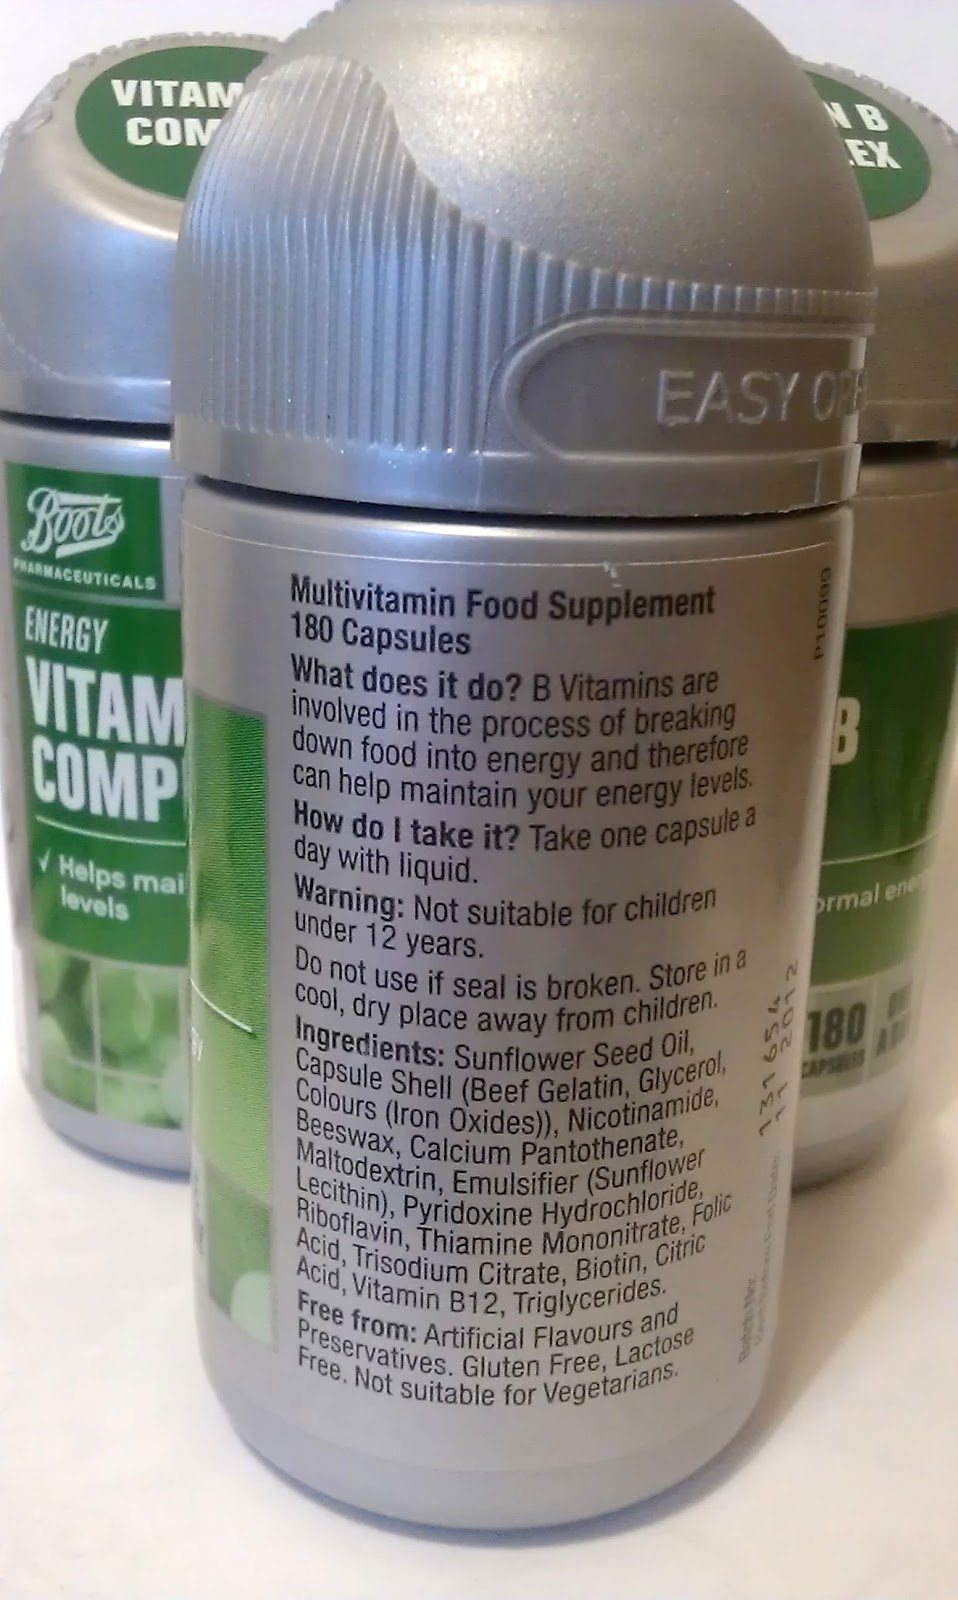 VITAM
COM
N B
EX
EASY OPE
Boots
PHARMACEUTICALS
ENERGY
VITAM
COMP
✓ Helps mai
levels
Multivitamin Food Supplement
180 Capsules
What does it do? B Vitamins are
involved in the process of breaking
down food into energy and therefore
can help maintain your energy levels.
How do I take it? Take one capsule a
day with liquid.
Warning: Not suitable for children
under 12 years.
Do not use if seal is broken. Store in a
cool, dry place away from children.
Ingredients: Sunflower Seed Oil,
Capsule Shell (Beef Gelatin, Glycerol,
Colours (Iron Oxides)), Nicotinamide,
Beeswax, Calcium Pantothenate,
Maltodextrin, Emulsifier (Sunflower
Lecithin), Pyridoxine Hydrochloride,
Riboflavin, Thiamine Mononitrate, Folic
Acid, Trisodium Citrate, Biotin, Citric
Acid, Vitamin B12, Triglycerides.
Free from: Artificial Flavours and
Preservatives. Gluten Free, Lactose
Free. Not suitable for Vegetarians.
P10099
131 654
11 2012
B
ormal ener
180
CAPSULES